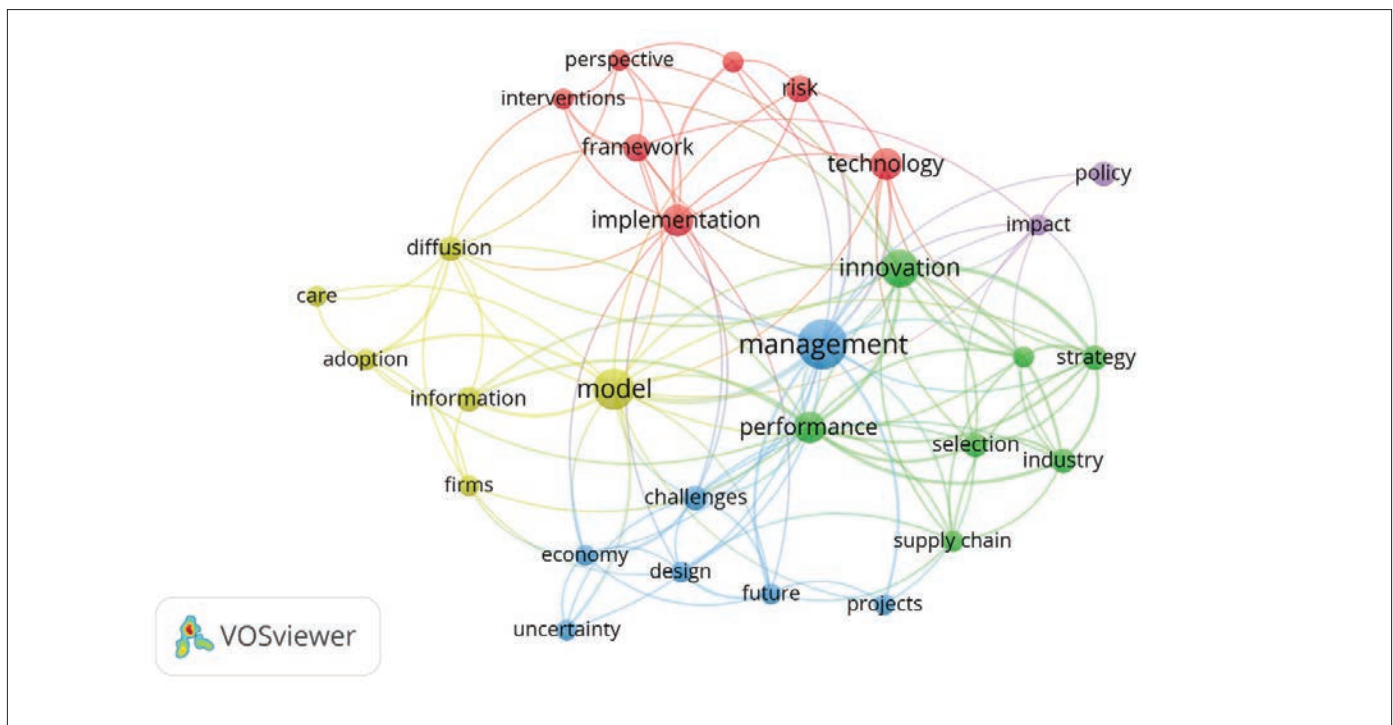 perspective
risk
interventions
framework
technology
policy
implementation
impact
diffusion
innovation
care
management
adoption
strategy
model
information
performance
selection
industry
firms
challenges
supply chain
economy
design
future
projects
uncertainty
VOSviewer